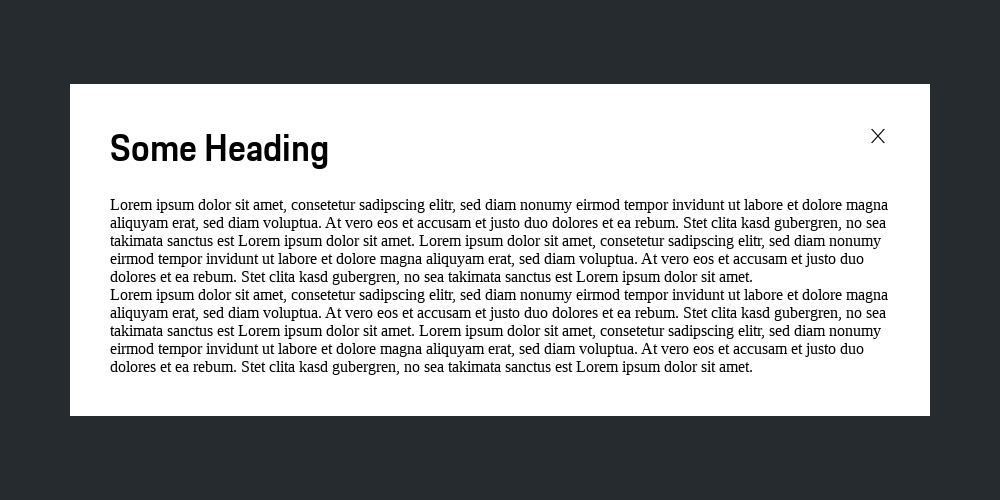 Some Heading
Lorem ipsum dolor sit amet, consetetur sadipscing elitr, sed diam nonumy eirmod tempor invidunt ut labore et dolore magna
aliquyam erat, sed diam voluptua. At vero eos et accusam et justo duo dolores et ea rebum. Stet clita kasd gubergren, no sea
takimata sanctus est Lorem ipsum dolor sit amet. Lorem ipsum dolor sit amet, consetetur sadipscing elitr, sed diam nonumy
eirmod tempor invidunt ut labore et dolore magna aliquyam erat, sed diam voluptua. At vero eos et accusam et justo duo
dolores et ea rebum. Stet clita kasd gubergren, no sea takimata sanctus est Lorem ipsum dolor sit amet.
Lorem ipsum dolor sit amet, consetetur sadipscing elitr, sed diam nonumy eirmod tempor invidunt ut labore et dolore magna
aliquyam erat, sed diam voluptua. At vero eos et accusam et justo duo dolores et ea rebum. Stet clita kasd gubergren, no sea
takimata sanctus est Lorem ipsum dolor sit amet. Lorem ipsum dolor sit amet, consetetur sadipscing elitr, sed diam nonumy
eirmod tempor invidunt ut labore et dolore magna aliquyam erat, sed diam voluptua. At vero eos et accusam et justo duo
dolores et ea rebum. Stet clita kasd gubergren, no sea takimata sanctus est Lorem ipsum dolor sit amet.